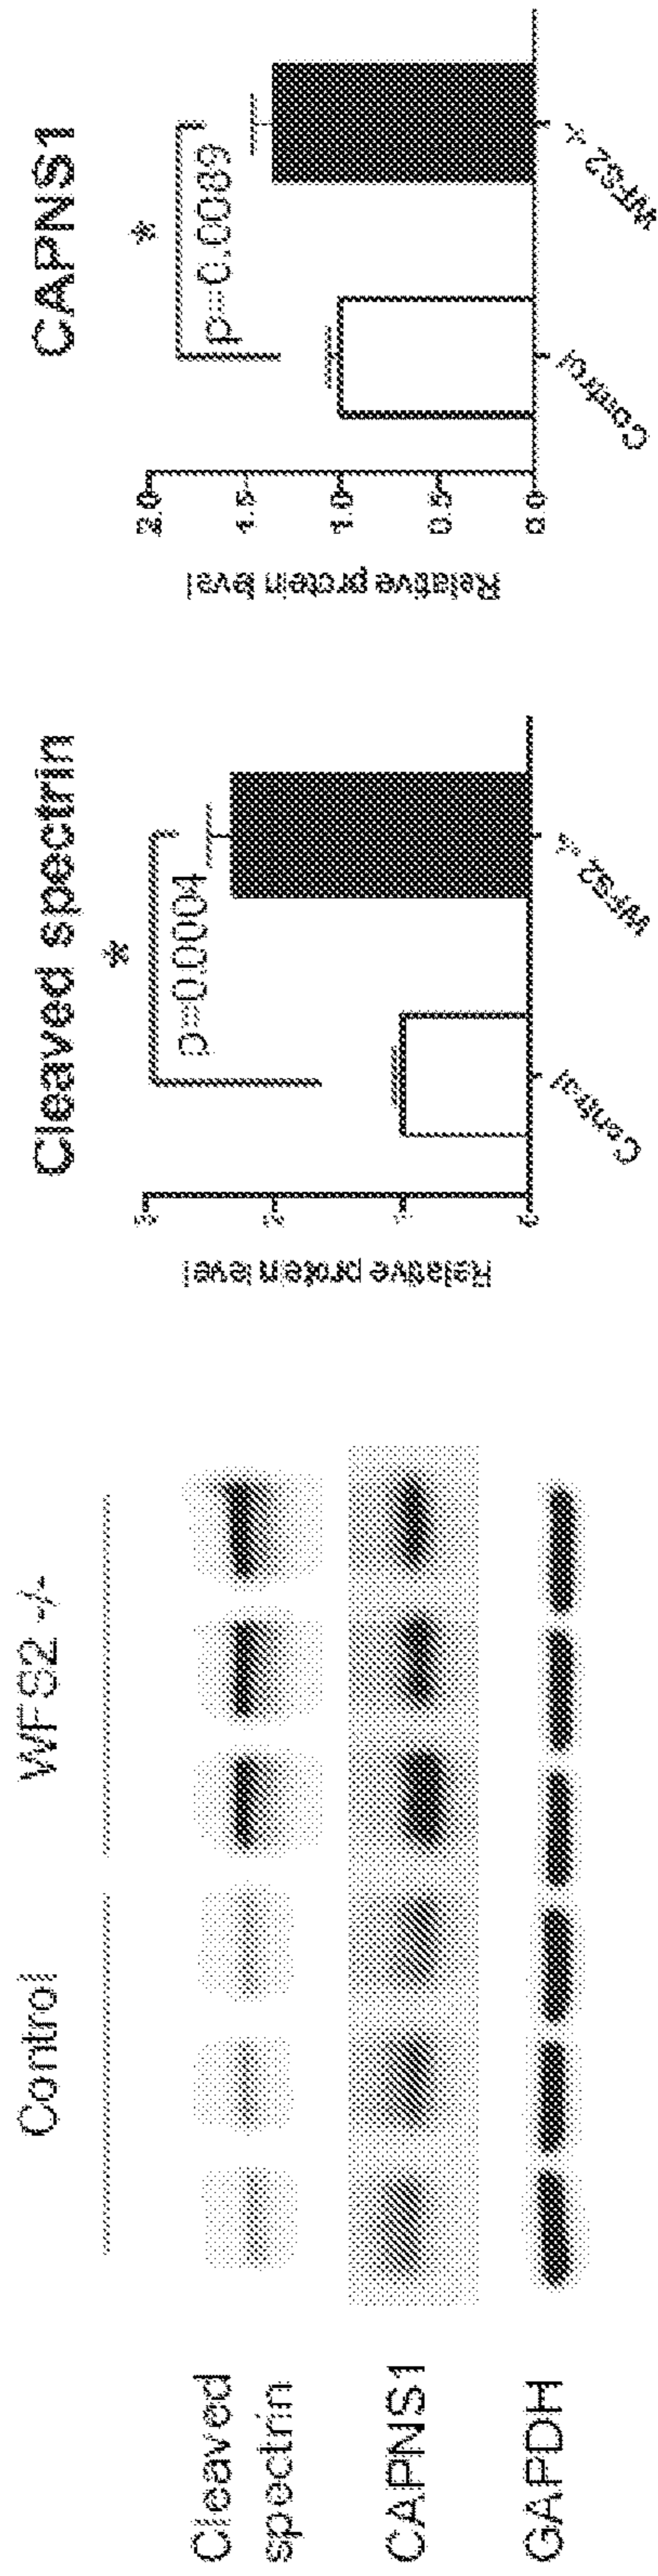 Control
WFS2 -/-
Cleaved
spectrin
CAPNS1
GAPDH
Cleaved spectrin
*
p=0.0004
Relative protein level
3
2
1
0
Control
WFS2 -/-
CAPNS1
*
p=0.0089
Relative protein level
2.0
1.5
1.0
0.5
0.0
Control
WFS2 -/-